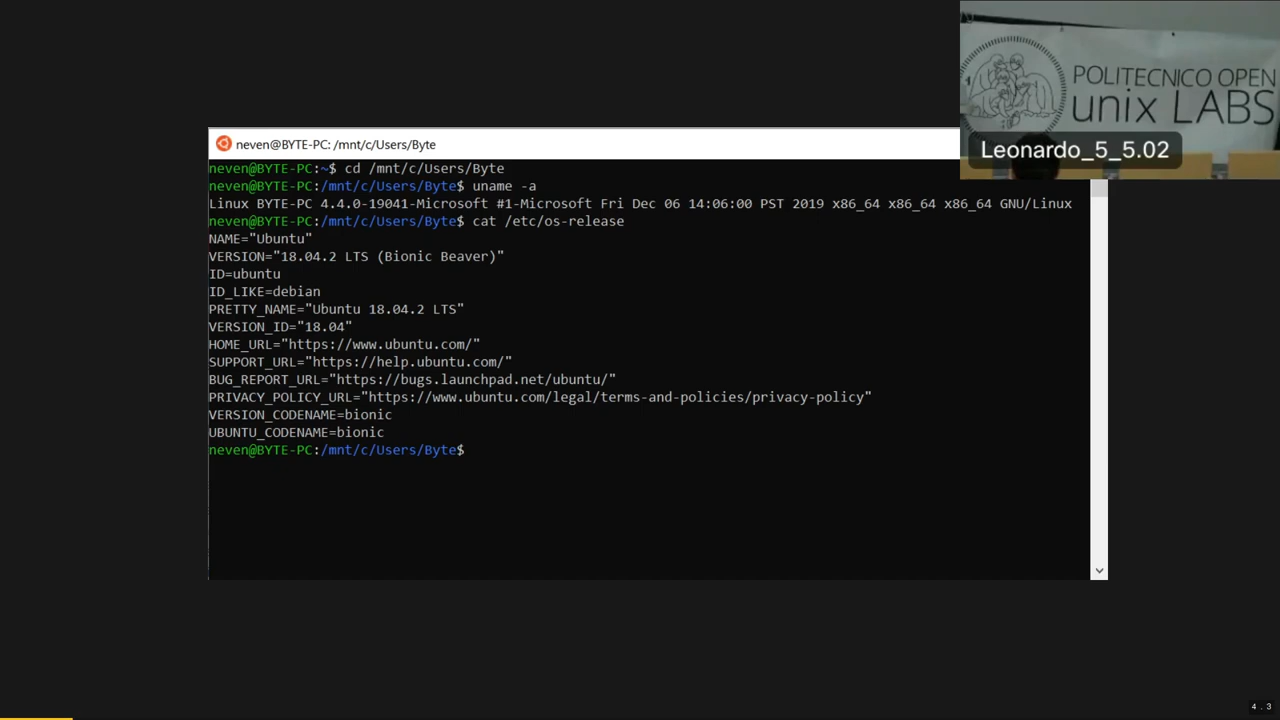 POLITECNICO OPEN
unix LABS
Leonardo_5_5.02
neven@BYTE-PC: /mnt/c/Users/Byte
neven@BYTE-PC:~$ cd /mnt/c/Users/Byte
neven@BYTE-PC:/mnt/c/Users/Byte$ uname -a
Linux BYTE-PC 4.4.0-19041-Microsoft #1-Microsoft Fri Dec 06 14:06:00 PST 2019 x86_64 x86_64 x86_64 GNU/Linux
neven@BYTE-PC:/mnt/c/Users/Byte$ cat /etc/os-release
NAME="Ubuntu"
VERSION="18.04.2 LTS (Bionic Beaver)"
ID=ubuntu
ID_LIKE=debian
PRETTY_NAME="Ubuntu 18.04.2 LTS"
VERSION_ID="18.04"
HOME_URL="https://www.ubuntu.com/"
SUPPORT_URL="https://help.ubuntu.com/"
BUG_REPORT_URL="https://bugs.launchpad.net/ubuntu/"
PRIVACY_POLICY_URL="https://www.ubuntu.com/legal/terms-and-policies/privacy-policy"
VERSION_CODENAME=bionic
UBUNTU_CODENAME=bionic
neven@BYTE-PC:/mnt/c/Users/Byte$
4.3